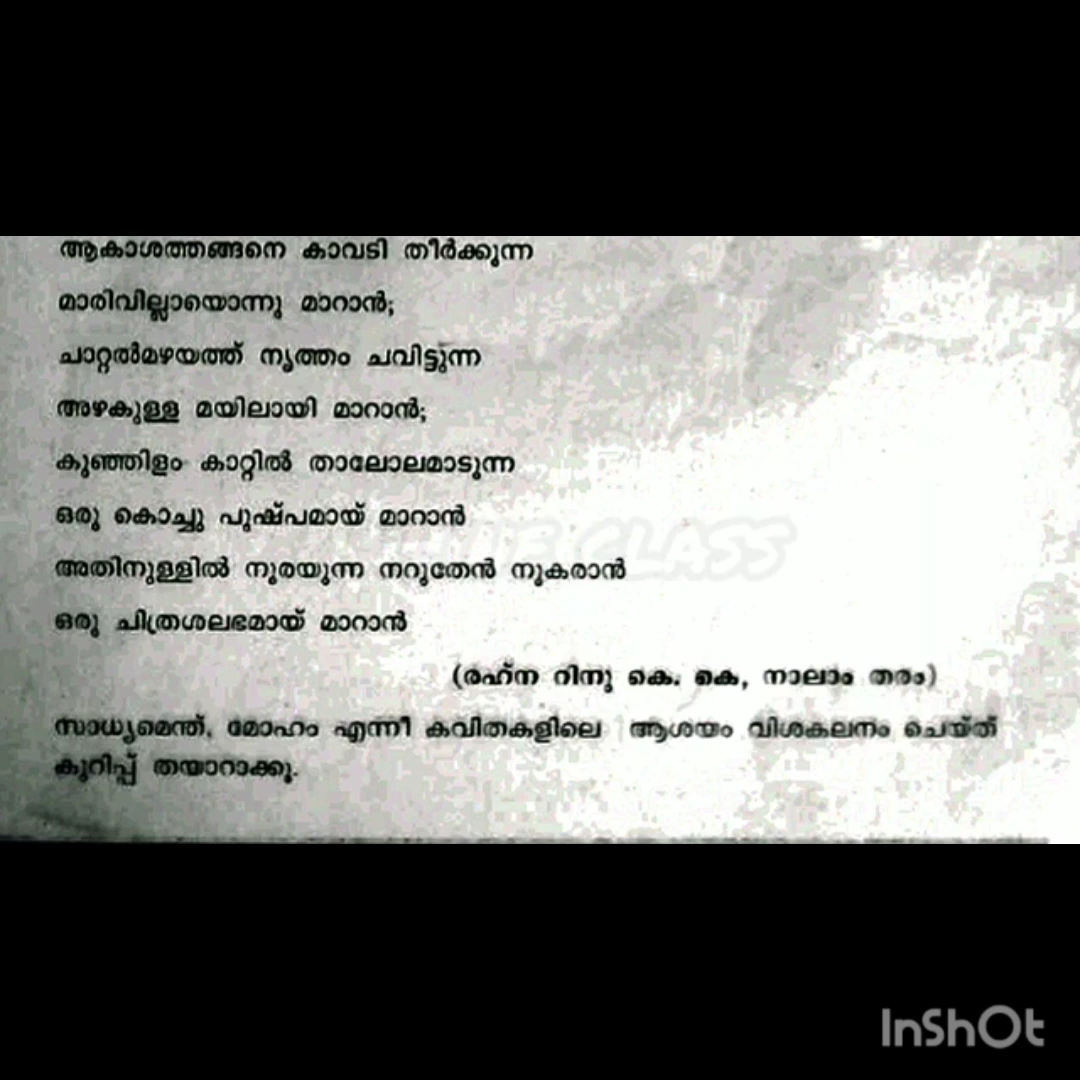 ആകാശത്തങ്ങനെ കാവടി തീർക്കുന്ന
മാരിവില്ലായൊന്നു മാറാൻ;
ചാറ്റൽമഴയത്ത് നൃത്തം ചവിട്ടുന്ന
അഴകുള്ള മയിലായി മാറാൻ;
കുഞ്ഞിളം കാറ്റിൽ താലോലമാടുന്ന
ഒരു കൊച്ചു പുഷ്പമായ് മാറാൻ
അതിനുള്ളിൽ നുരയുന്ന നറുതേൻ നുകരാൻ
ഒരു ചിത്രശലഭമായ് മാറാൻ
(രഹ്ന റിനു കെ. കെ, നാലാം തരം)
സാധ്യമെന്ത്, മോഹം എന്നീ കവിതകളിലെ ആശയം വിശകലനം ചെയ്ത്
കുറിപ്പ് തയാറാക്കൂ.
CLASS
InShOt